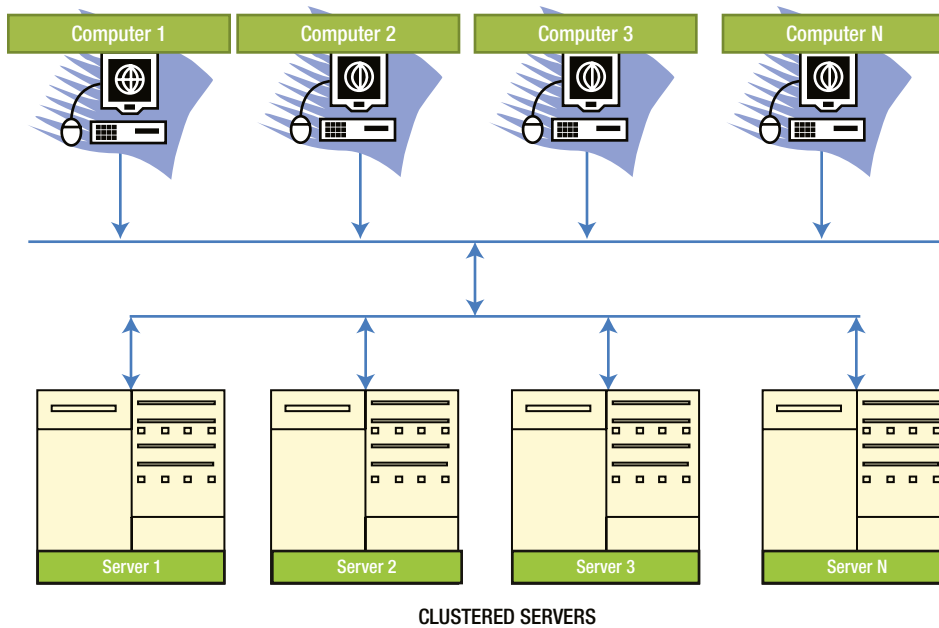 Computer 1
Computer 2
Computer 3
Computer N
Server 1
Server 2
Server 3
Server N
CLUSTERED SERVERS